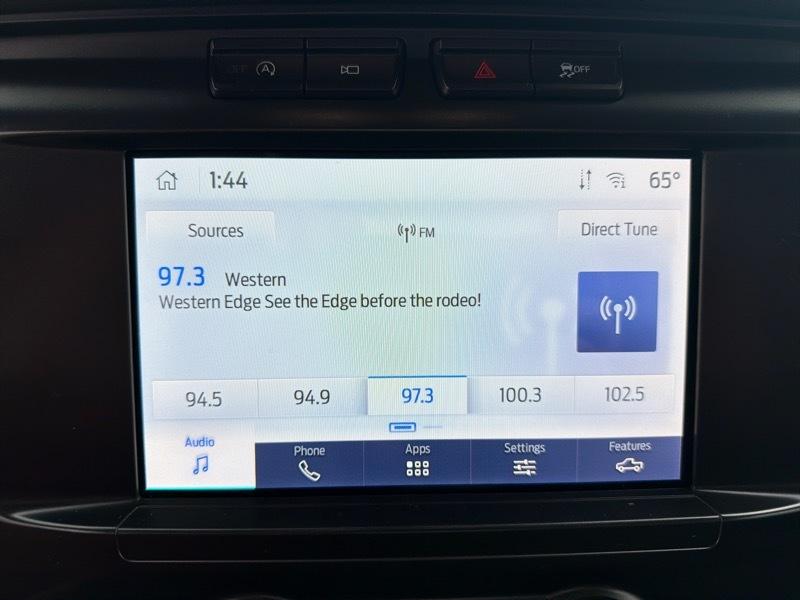 OFF A
OFF
1:44 65°
Sources FM Direct Tune
97.3 Western
Western Edge See the Edge before the rodeo!
94.5 94.9 97.3 100.3 102.5
Audio Phone Apps Settings Features